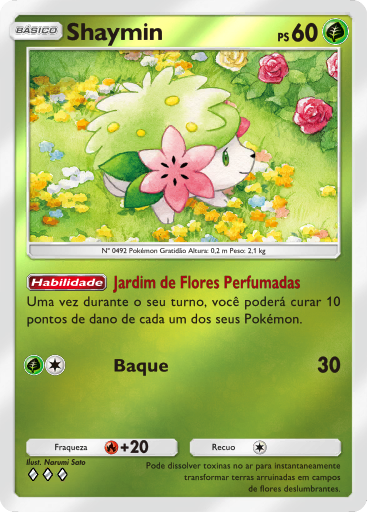 BÁSICO Shaymin PS 60
Nº 0492 Pokémon Gratidão Altura: 0,2 m Peso: 2,1 kg
Habilidade Jardim de Flores Perfumadas
Uma vez durante o seu turno, você poderá curar 10
pontos de dano de cada um dos seus Pokémon.
Baque 30
Fraqueza +20 Recuo
Ilust. Narumi Sato
Pode dissolver toxinas no ar para instantaneamente
transformar terras arruinadas em campos
de flores deslumbrantes.